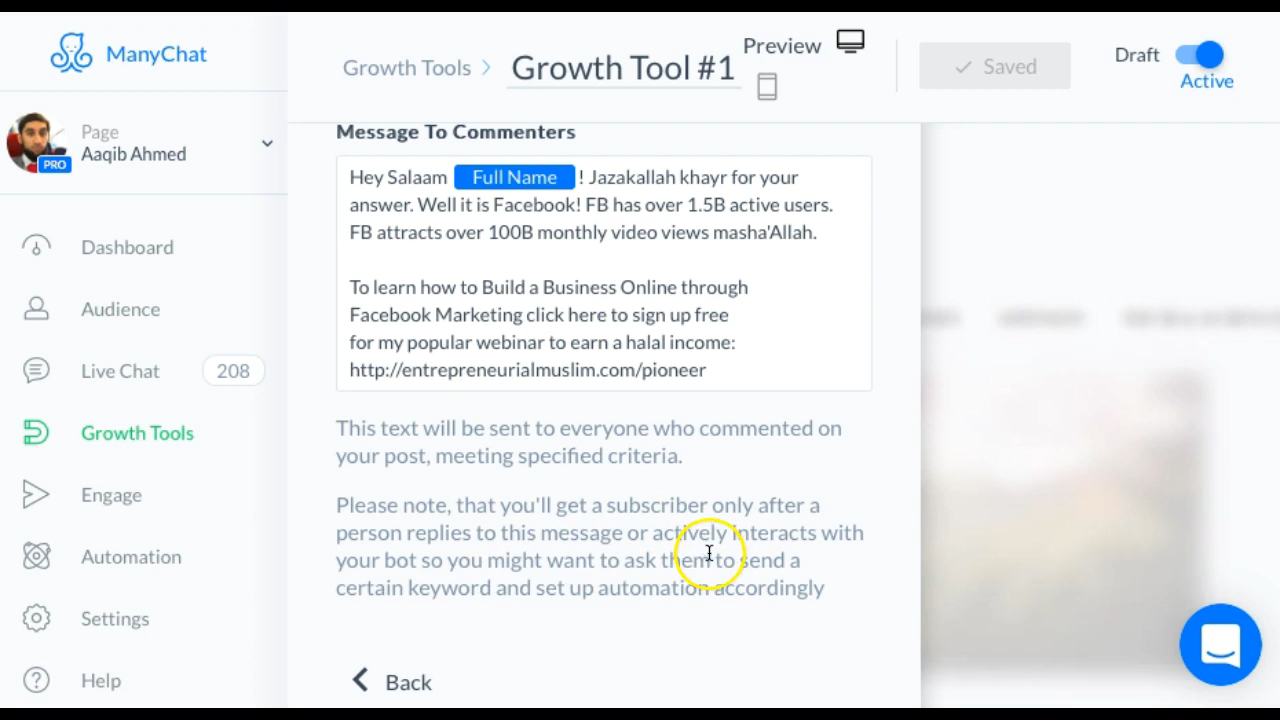 ManyChat
Page
Aaqib Ahmed
PRO
Dashboard
Audience
Live Chat 208
Growth Tools
Engage
Automation
Settings
Help
Growth Tools > Growth Tool #1
Preview
Saved
Draft
Active
Message To Commenters
Hey Salaam Full Name ! Jazakallah khayr for your
answer. Well it is Facebook! FB has over 1.5B active users.
FB attracts over 100B monthly video views masha'Allah.
To learn how to Build a Business Online through
Facebook Marketing click here to sign up free
for my popular webinar to earn a halal income:
http://entrepreneurialmuslim.com/pioneer
This text will be sent to everyone who commented on
your post, meeting specified criteria.
Please note, that you'll get a subscriber only after a
person replies to this message or actively interacts with
your bot so you might want to ask them to send a
certain keyword and set up automation accordingly
Back